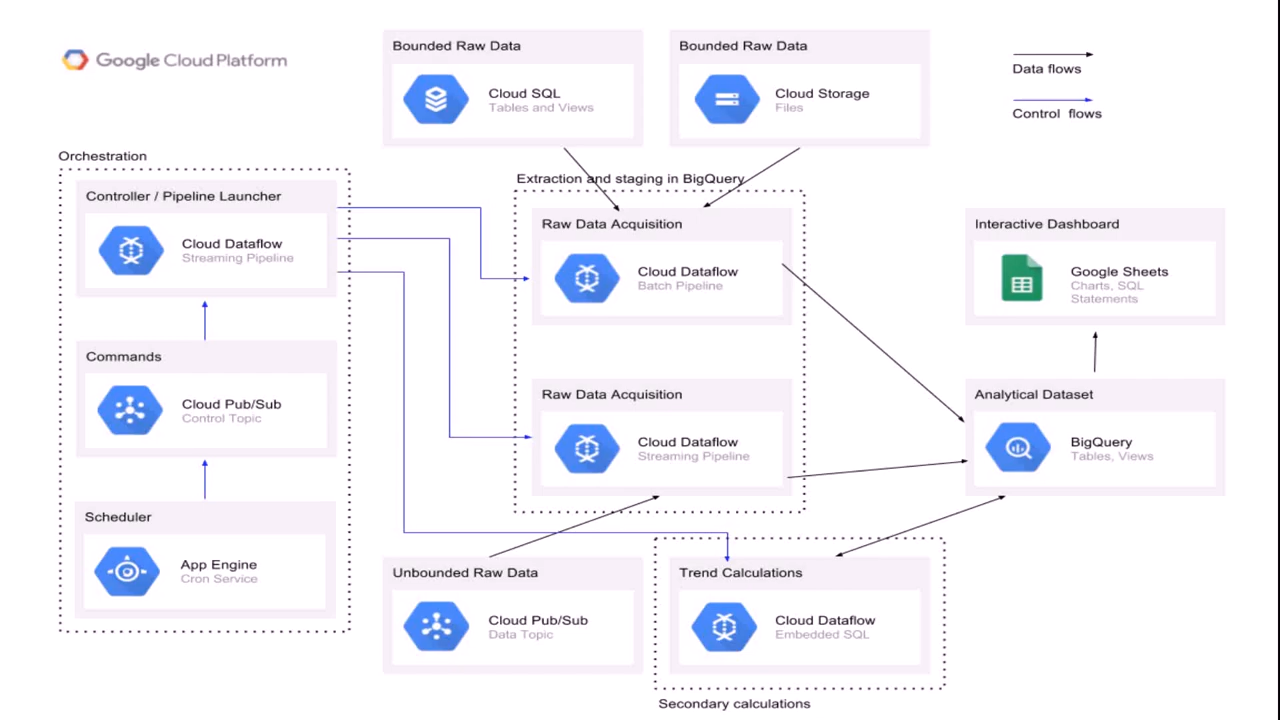 Google Cloud Platform
Bounded Raw Data
Cloud SQL
Tables and Views
Bounded Raw Data
Cloud Storage
Files
Data flows
Control flows
Orchestration
Controller / Pipeline Launcher
Cloud Dataflow
Streaming Pipeline
Commands
Cloud Pub/Sub
Control Topic
Scheduler
App Engine
Cron Service
Extraction and staging in BigQuery
Raw Data Acquisition
Cloud Dataflow
Batch Pipeline
Raw Data Acquisition
Cloud Dataflow
Streaming Pipeline
Interactive Dashboard
Google Sheets
Charts, SQL
Statements
Analytical Dataset
BigQuery
Tables, Views
Unbounded Raw Data
Cloud Pub/Sub
Data Topic
Trend Calculations
Cloud Dataflow
Embedded SQL
Secondary calculations